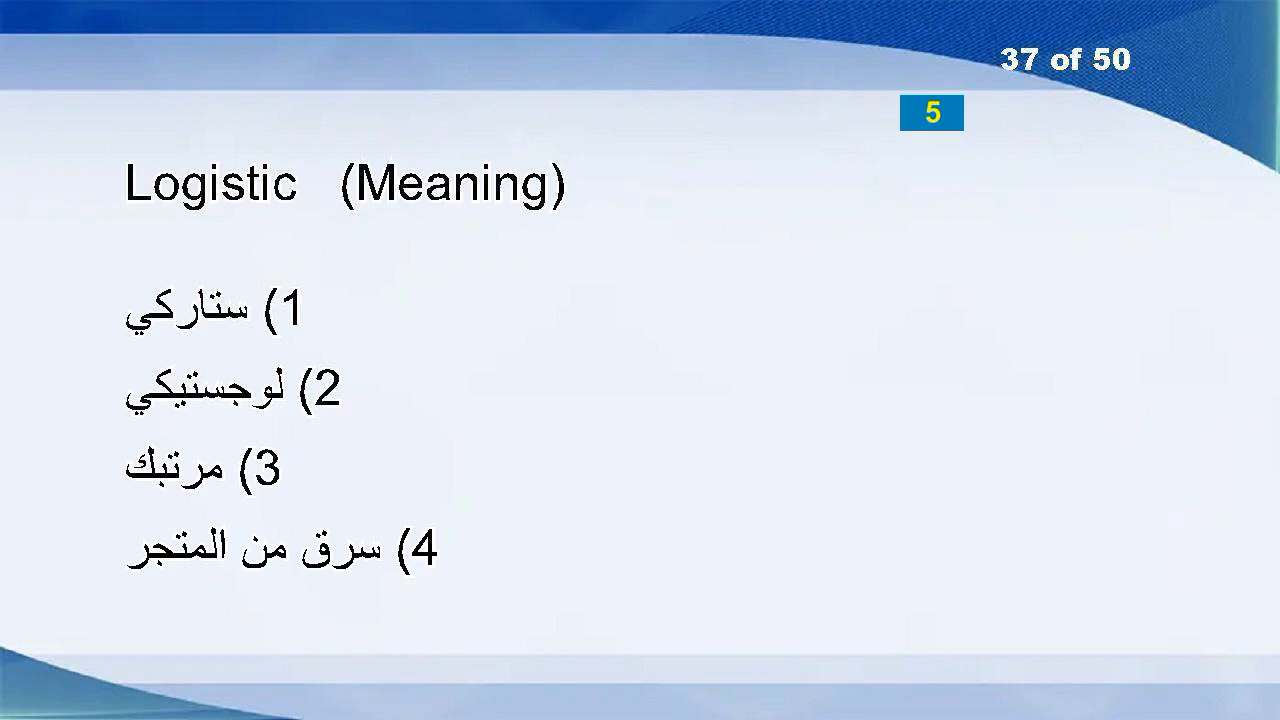 37 of 50
5
Logistic (Meaning)
1) ستاركي
2) لوجستيكي
3) مرتبك
4) سرق من المتجر